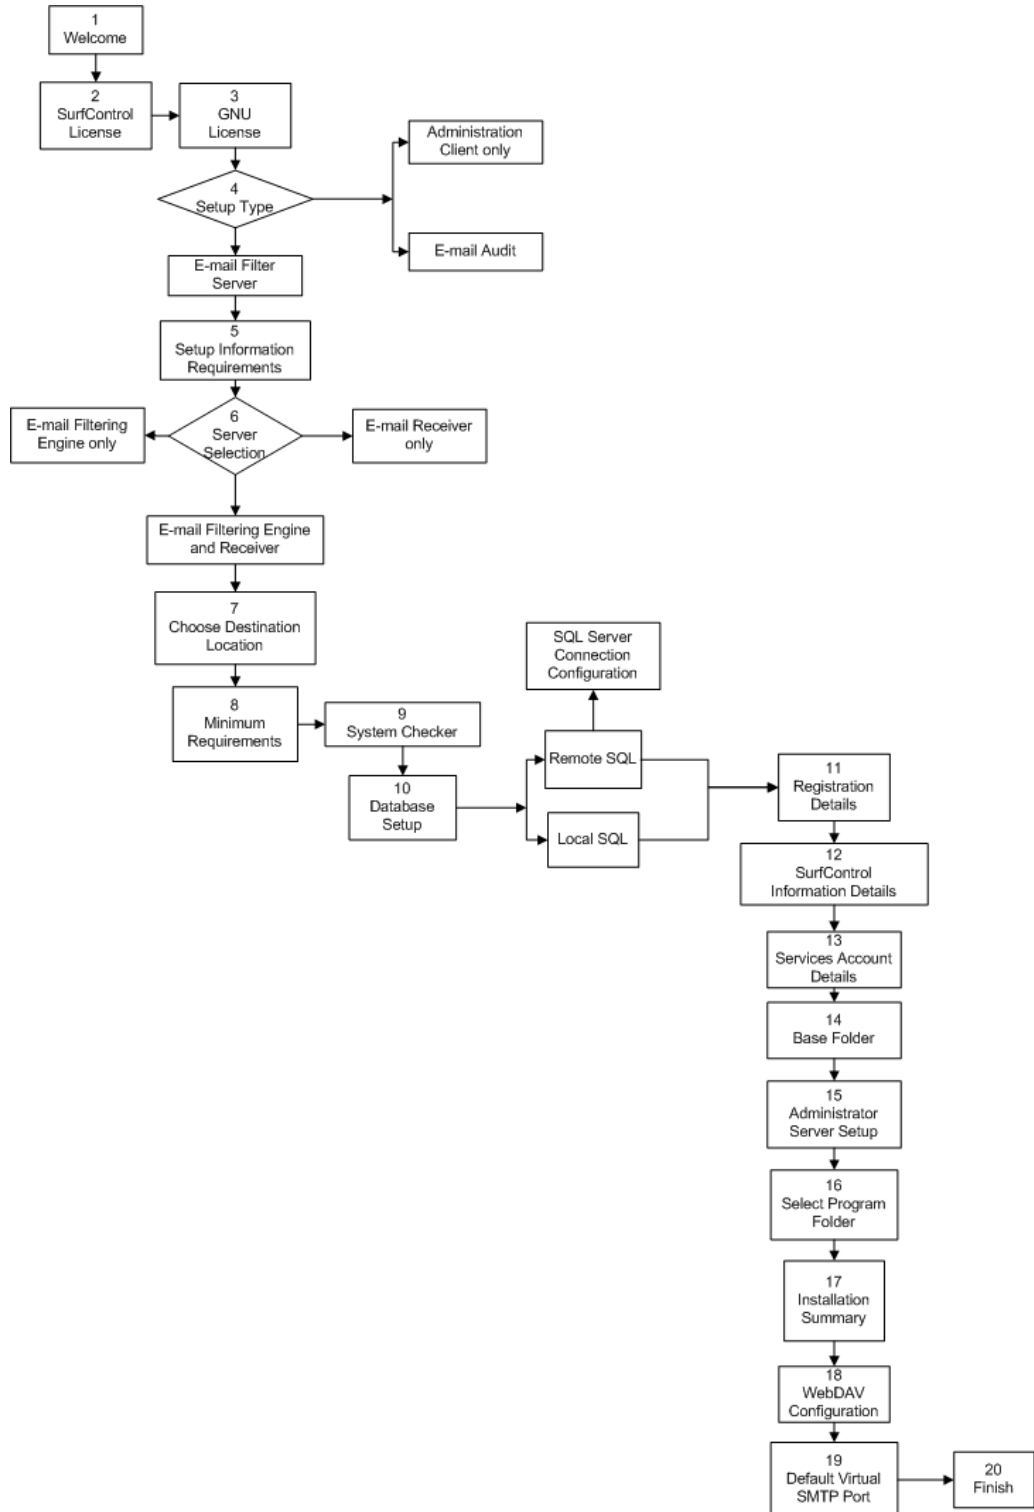 1
Welcome
2
SurfControl
License
3
GNU
License
Administration
Client only
4
Setup Type
E-mail Audit
E-mail Filter
Server
5
Setup Information
Requirements
E-mail Filtering
Engine only
6
Server
Selection
E-mail Receiver
only
E-mail Filtering Engine
and Receiver
7
Choose Destination
Location
SQL Server
Connection
Configuration
8
Minimum
Requirements
9
System Checker
10
Database
Setup
Remote SQL
Local SQL
11
Registration
Details
12
SurfControl
Information Details
13
Services Account
Details
14
Base Folder
15
Administrator
Server Setup
16
Select Program
Folder
17
Installation
Summary
18
WebDAV
Configuration
19
Default Virtual
SMTP Port
20
Finish